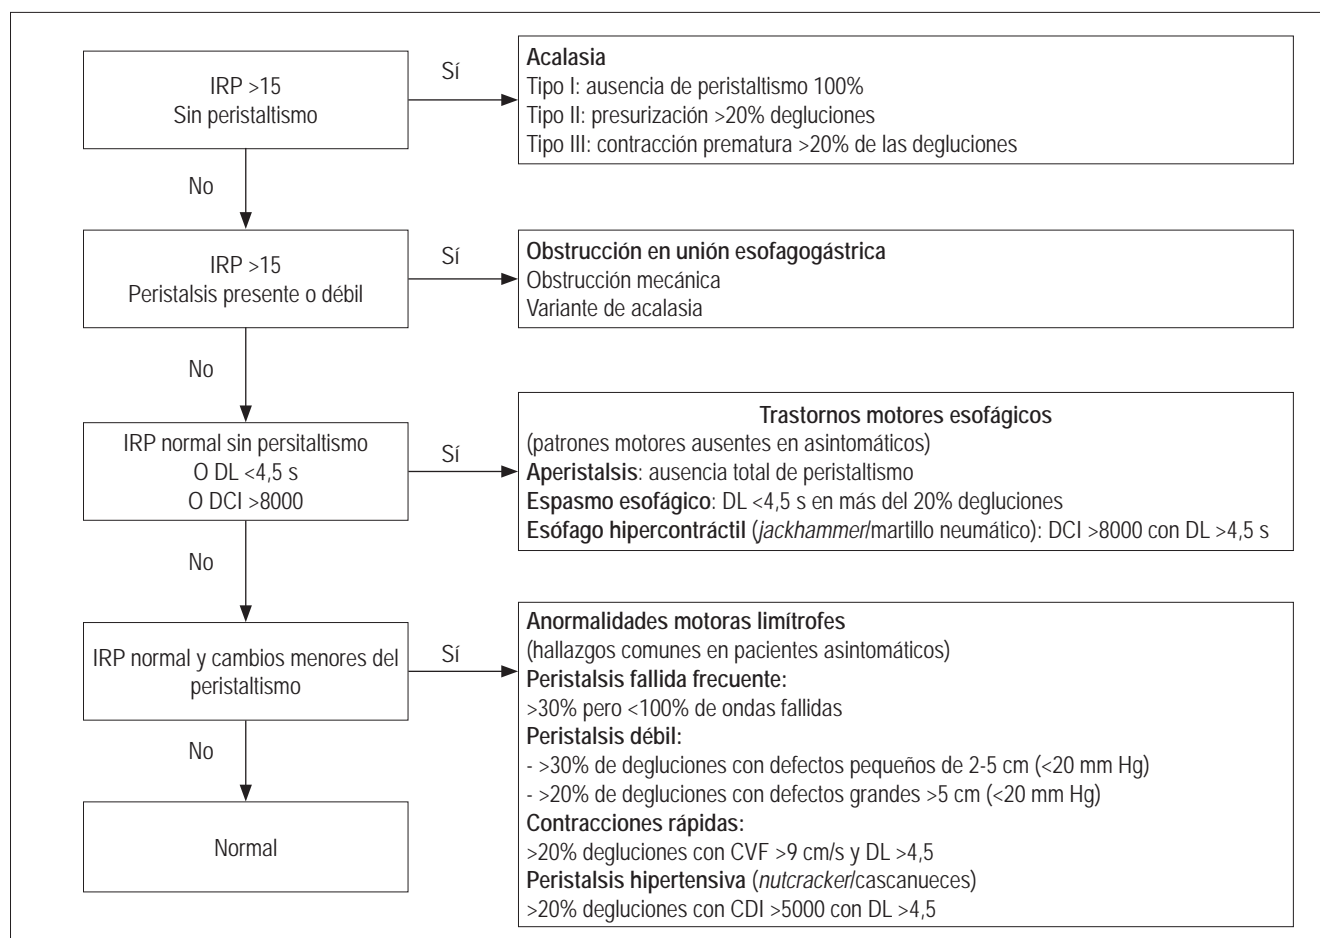 IRP >15
Sin peristaltismo
Sí
Acalasia
Tipo I: ausencia de peristaltismo 100%
Tipo II: presurización >20% degluciones
Tipo III: contracción prematura >20% de las degluciones
No
IRP >15
Peristalsis presente o débil
Sí
Obstrucción en unión esofagogástrica
Obstrucción mecánica
Variante de acalasia
No
IRP normal sin persitaltismo
O DL <4,5 s
O DCI >8000
Sí
Trastornos motores esofágicos
(patrones motores ausentes en asintomáticos)
Aperistalsis: ausencia total de peristaltismo
Espasmo esofágico: DL <4,5 s en más del 20% degluciones
Esófago hipercontráctil (jackhammer/martillo neumático): DCI >8000 con DL >4,5 s
No
IRP normal y cambios menores del
peristaltismo
Sí
Anormalidades motoras limítrofes
(hallazgos comunes en pacientes asintomáticos)
Peristalsis fallida frecuente:
>30% pero <100% de ondas fallidas
Peristalsis débil:
- >30% de degluciones con defectos pequeños de 2-5 cm (<20 mm Hg)
- >20% de degluciones con defectos grandes >5 cm (<20 mm Hg)
Contracciones rápidas:
>20% degluciones con CVF >9 cm/s y DL >4,5
Peristalsis hipertensiva (nutcracker/cascanueces)
>20% degluciones con CDI >5000 con DL >4,5
No
Normal